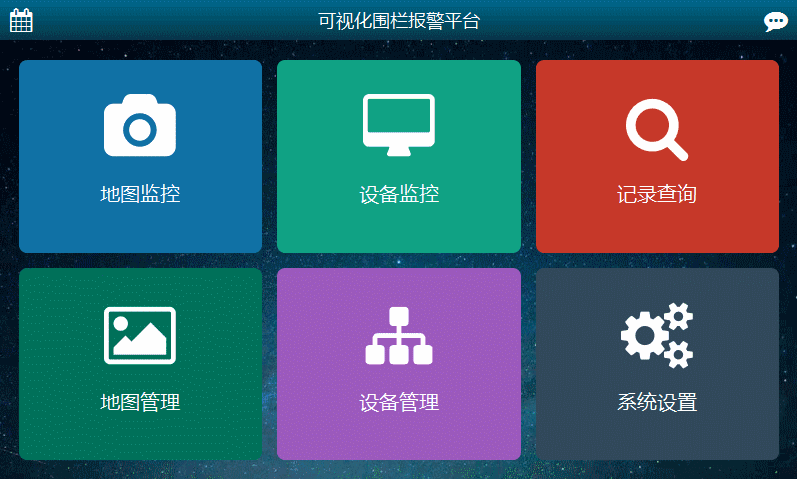 可视化围栏报警平台
地图监控
设备监控
记录查询
地图管理
设备管理
系统设置